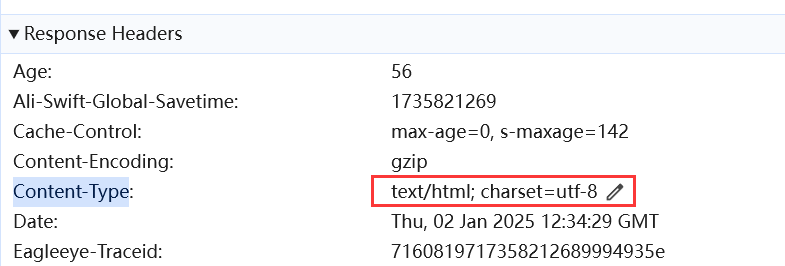 Response Headers
Age: 56
Ali-Swift-Global-Savetime: 1735821269
Cache-Control: max-age=0, s-maxage=142
Content-Encoding: gzip
Content-Type: text/html; charset=utf-8
Date: Thu, 02 Jan 2025 12:34:29 GMT
Eagleeye-Traceid: 7160819717358212689994935e